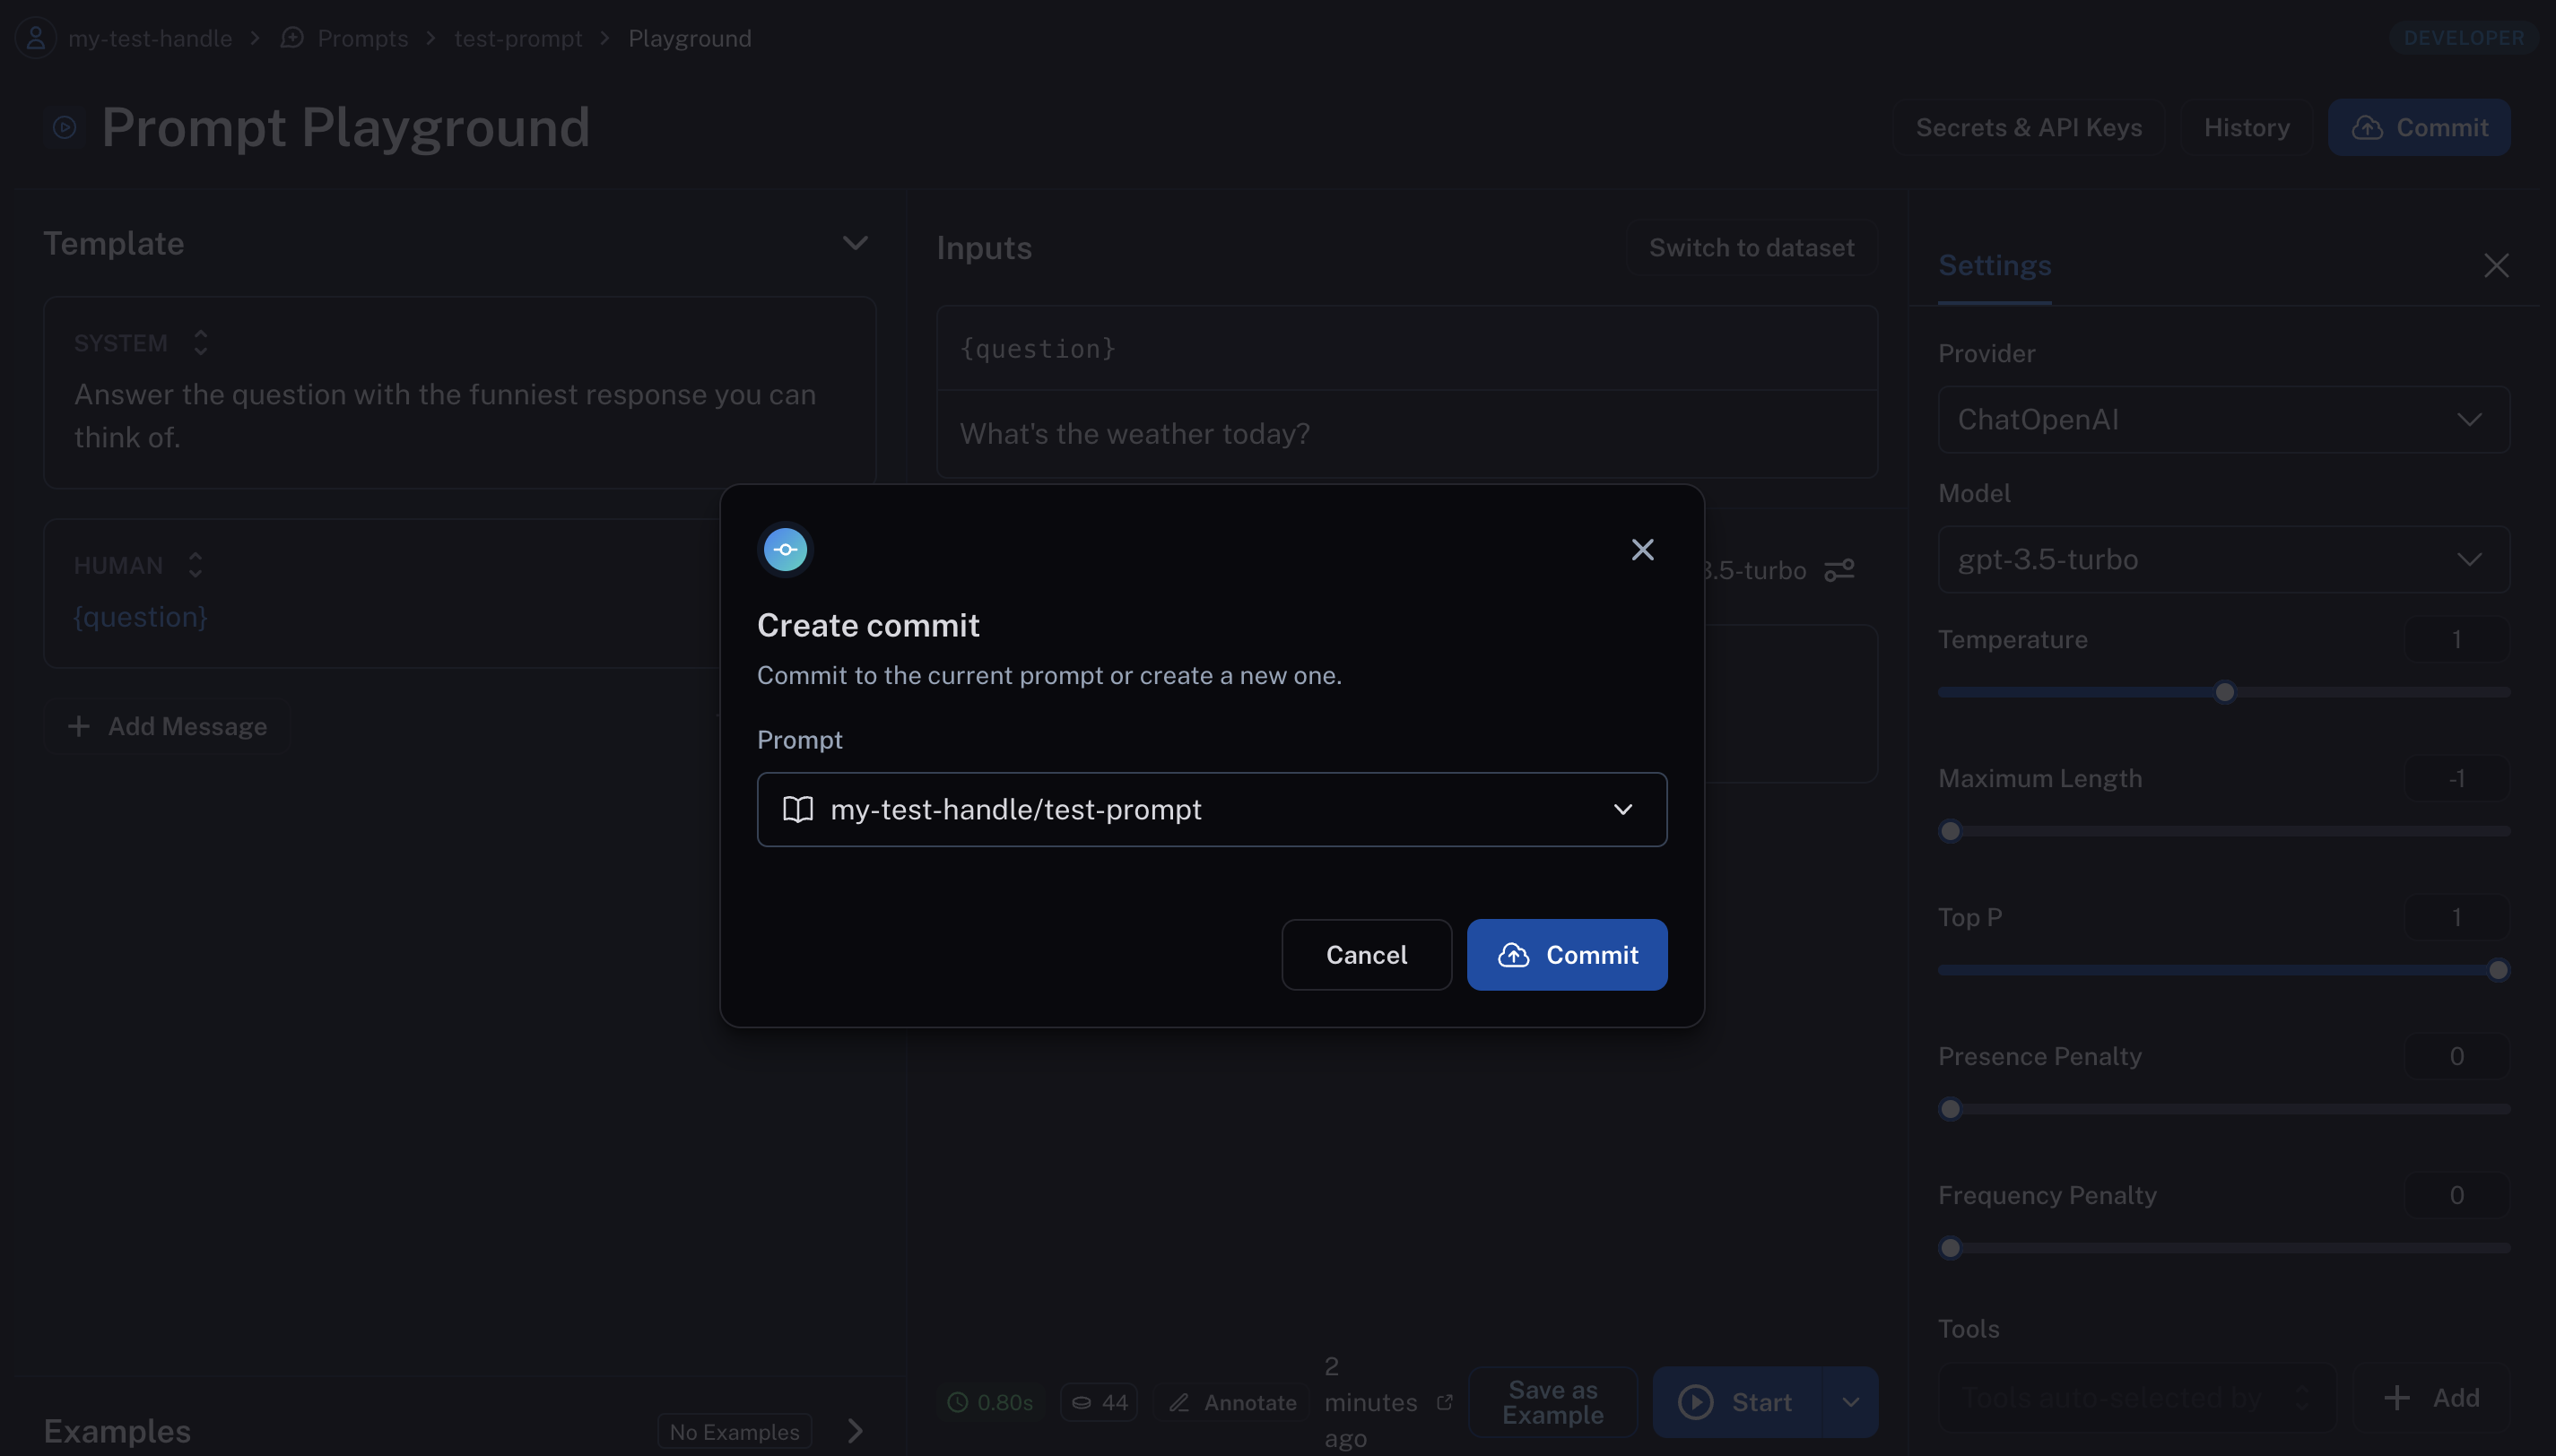 my-test-handle > Prompts > test-prompt > Playground
DEVELOPER
Prompt Playground
Secrets & API Keys
History
Commit
Template
SYSTEM
Answer the question with the funniest response you can
think of.
HUMAN
{question}
+ Add Message
Examples
No Examples
Inputs
Switch to dataset
{question}
What's the weather today?
3.5-turbo
Create commit
Commit to the current prompt or create a new one.
Prompt
my-test-handle/test-prompt
Cancel
Commit
0.80s
44
Annotate
2
minutes
ago
Save as
Example
Start
Settings
Provider
ChatOpenAI
Model
gpt-3.5-turbo
Temperature
1
Maximum Length
-1
Top P
1
Presence Penalty
0
Frequency Penalty
0
Tools
Tools auto-selected by
+ Add